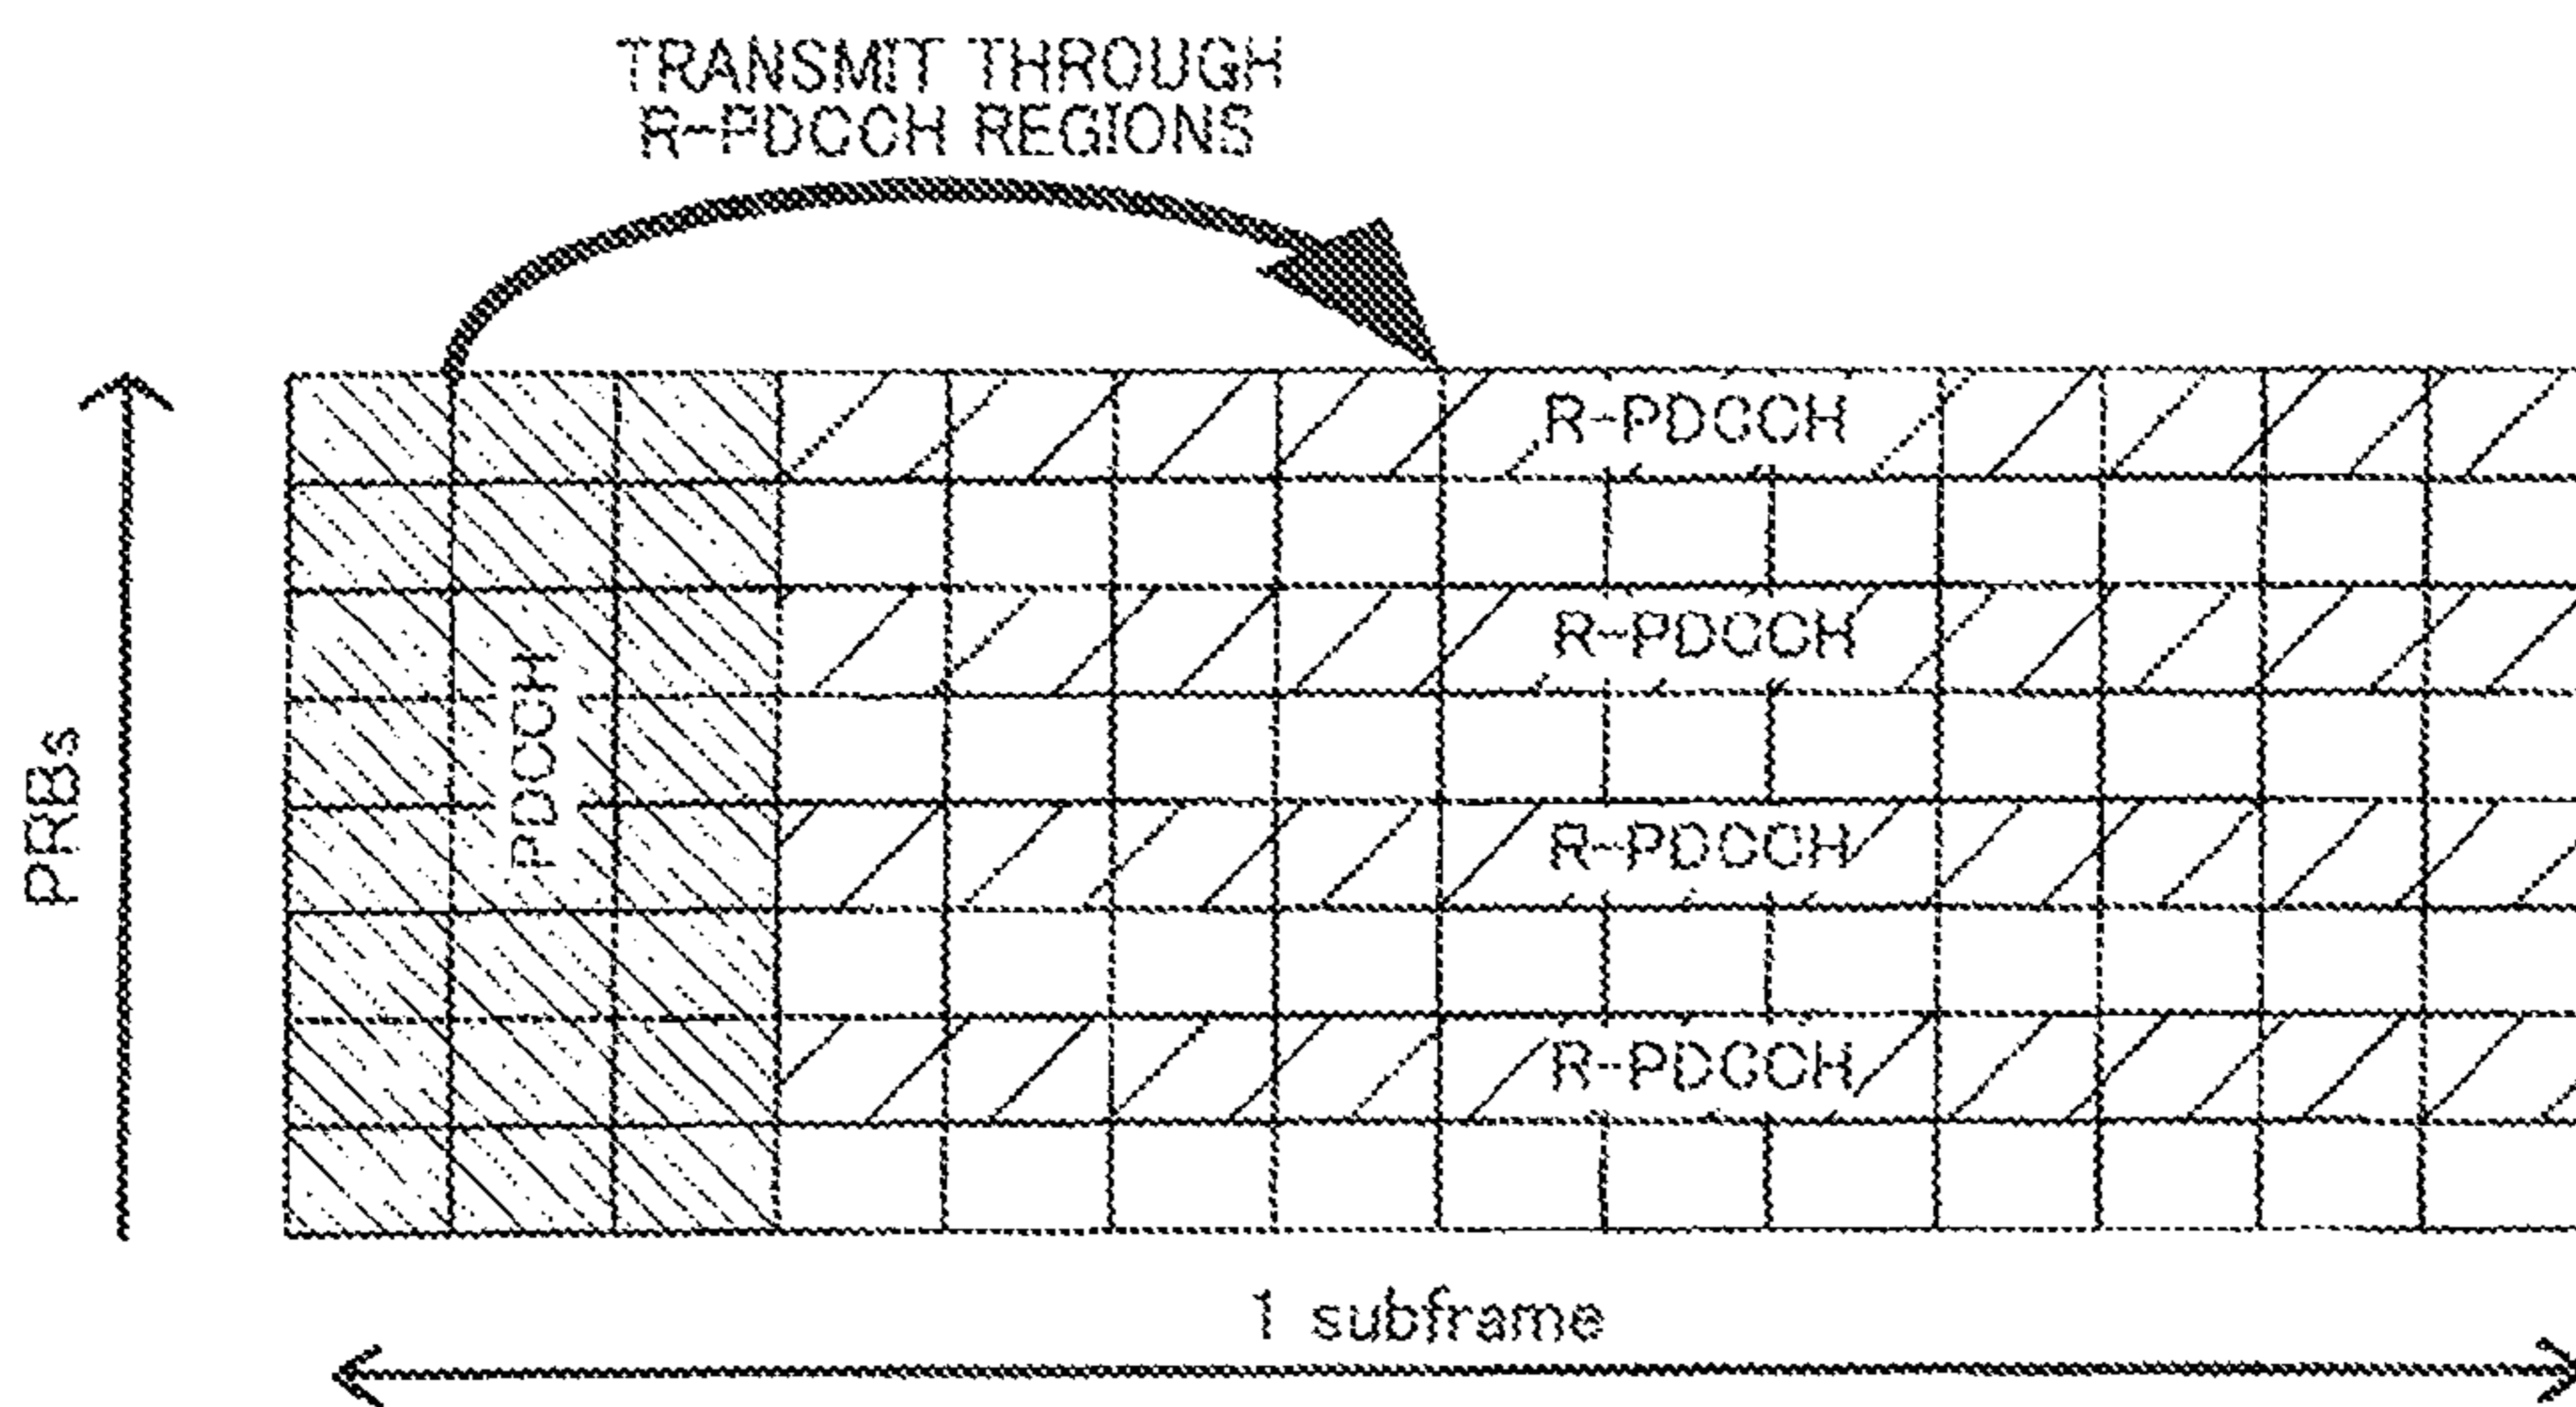 TRANSMIT THROUGH
R-PDCCH REGIONS
R-PDCCH
R-PDCCH
PDCCH
PRBs
R-PDCCH
R-PDCCH
1 subframe